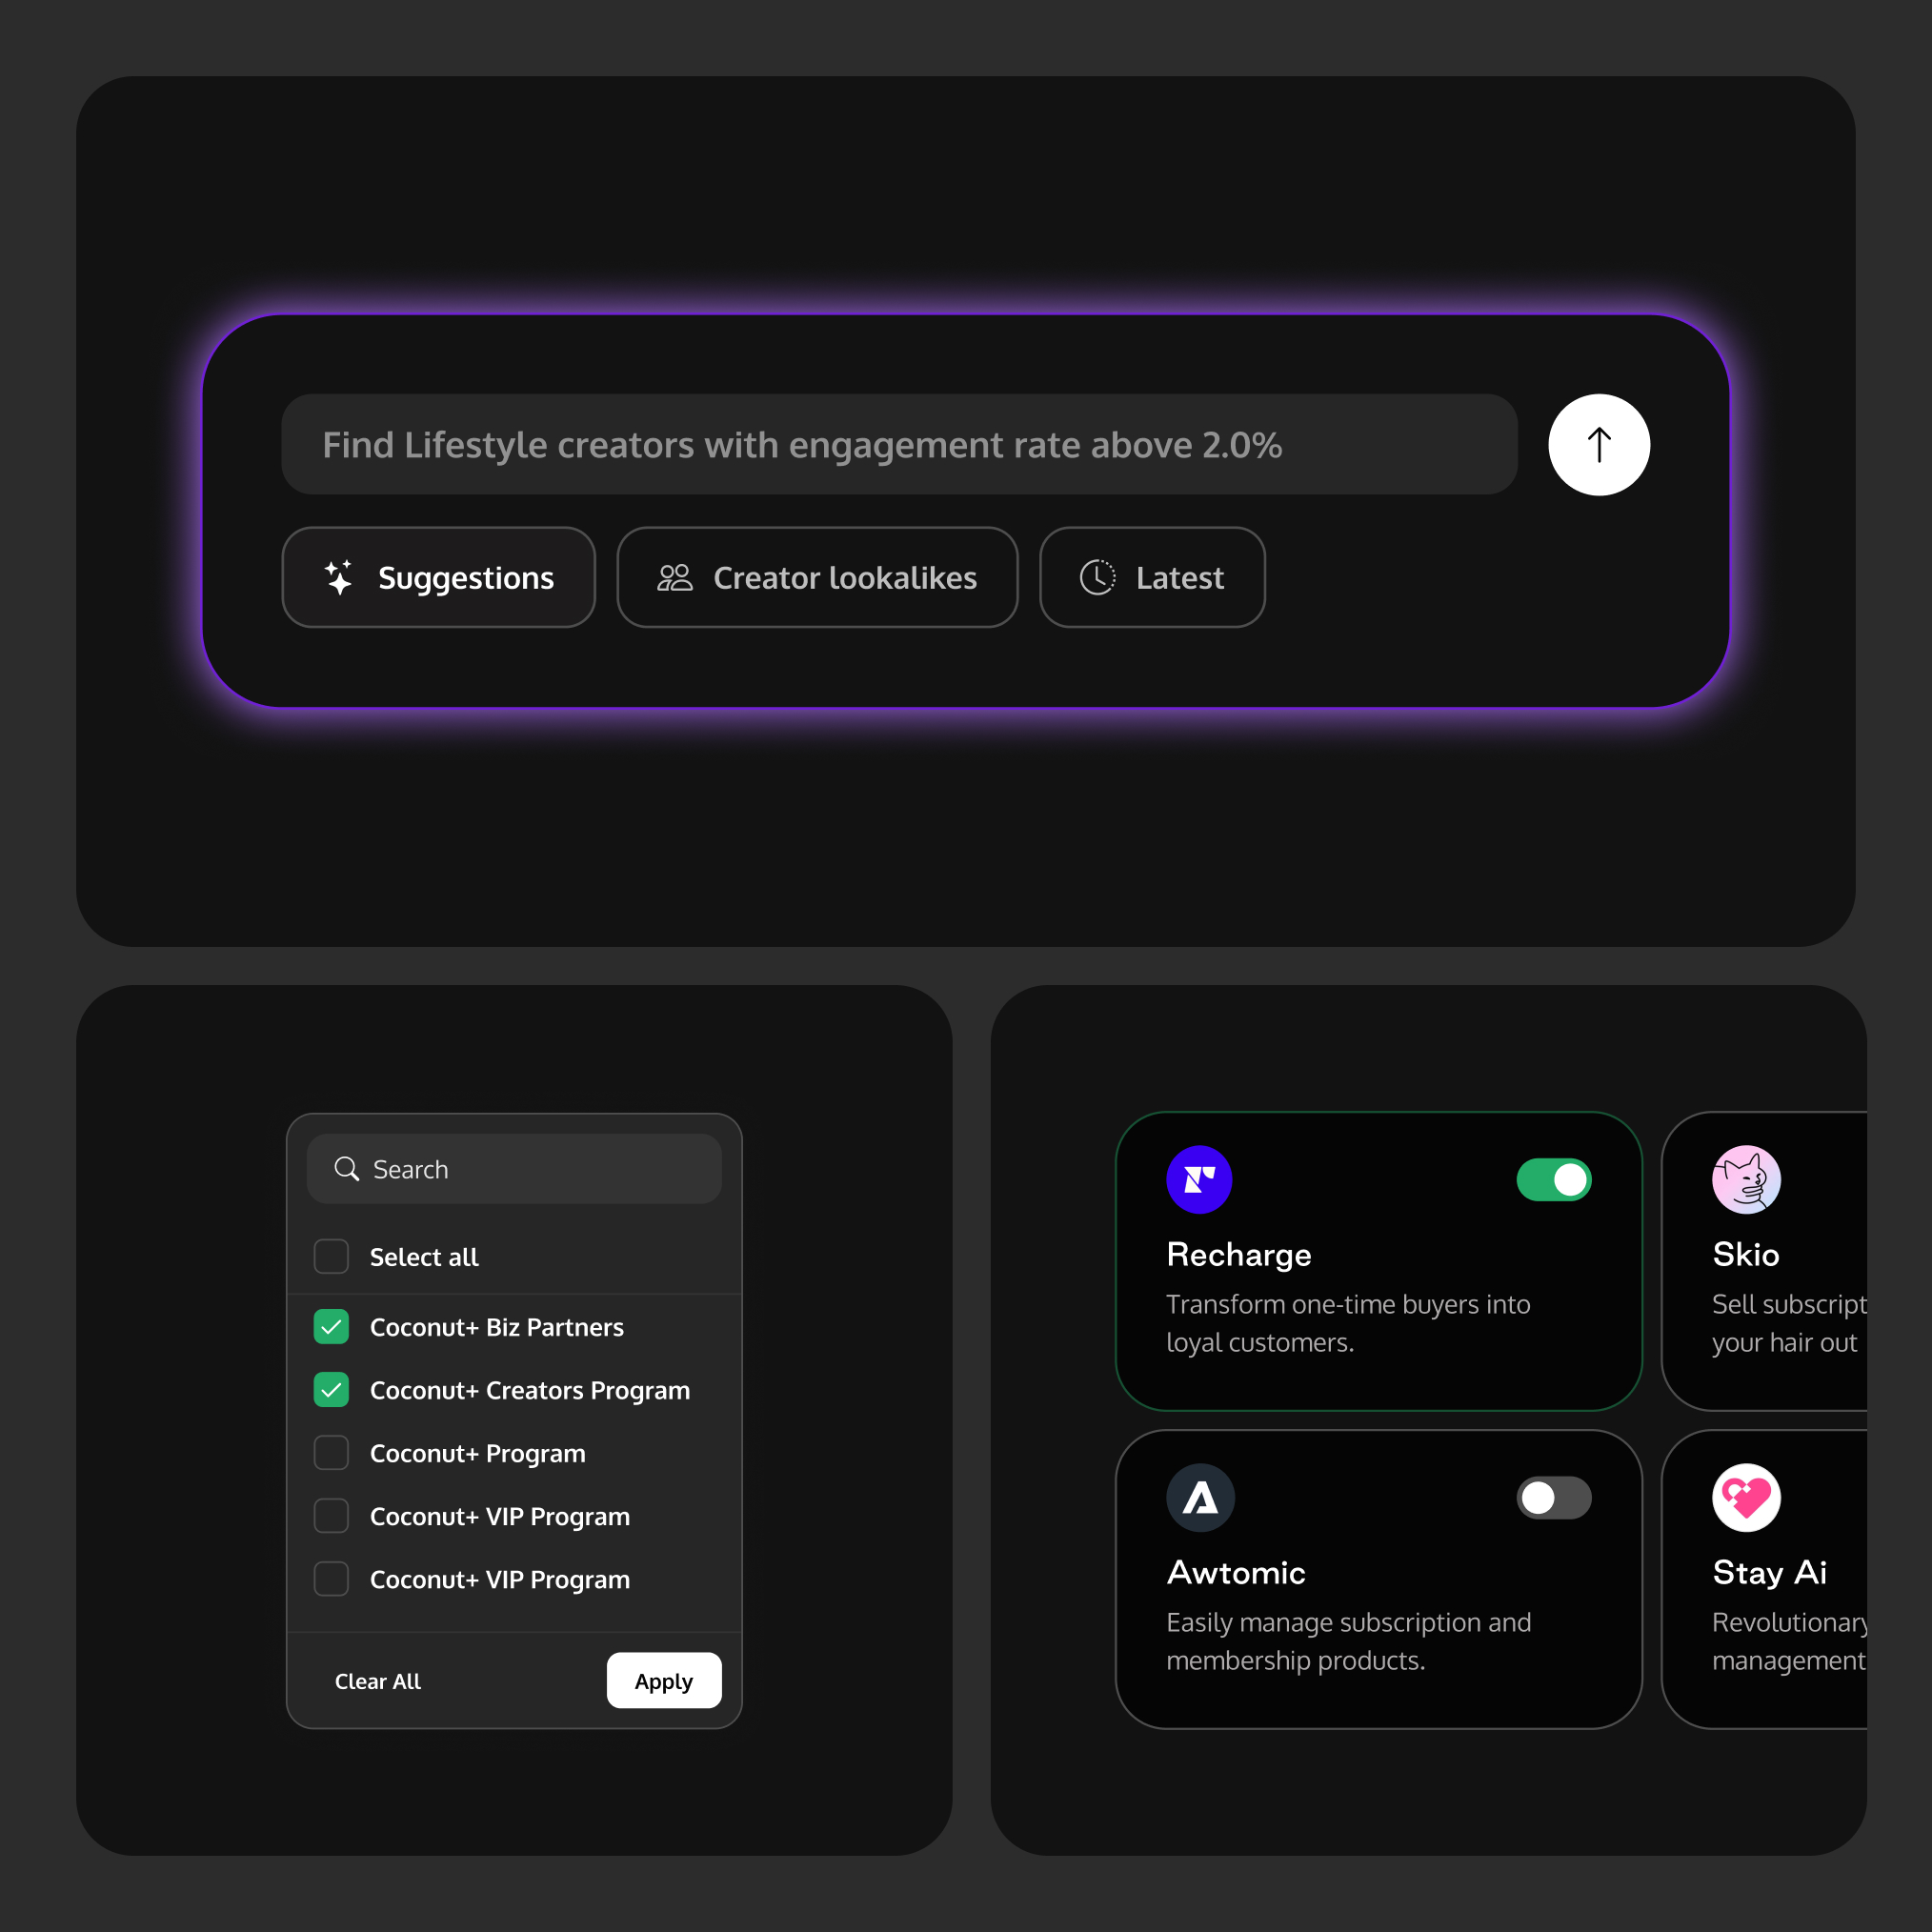 Find Lifestyle creators with engagement rate above 2.0%
Suggestions
Creator lookalikes
Latest
Search
Select all
Coconut+ Biz Partners
Coconut+ Creators Program
Coconut+ Program
Coconut+ VIP Program
Coconut+ VIP Program
Clear All
Apply
Recharge
Transform one-time buyers into
loyal customers.
Skio
Sell subscript
your hair out
Awtomic
Easily manage subscription and
membership products.
Stay Ai
Revolutionary
management